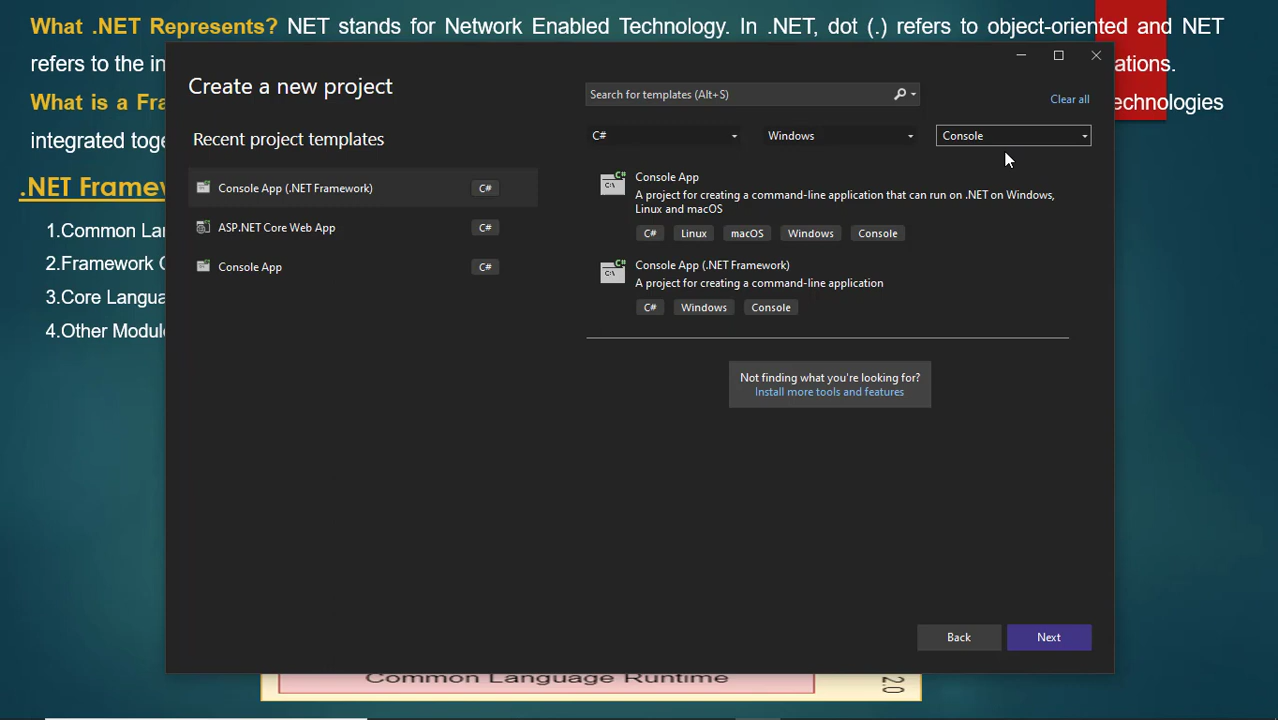 What .NET Represents? NET stands for Network Enabled Technology. In .NET, dot (.) refers to object-oriented and NET
refers to the in
ations.
What is a Fra
echnologies
integrated toge
.NET Framew
1.Common Lan
2.Framework C
3.Core Langua
4.Other Module
Create a new project
Recent project templates
Console App (.NET Framework) C#
ASP.NET Core Web App C#
Console App C#
Search for templates (Alt+S)
Clear all
C# Windows Console
Console App
A project for creating a command-line application that can run on .NET on Windows,
Linux and macOS
C# Linux macOS Windows Console
Console App (.NET Framework)
A project for creating a command-line application
C# Windows Console
Not finding what you're looking for?
Install more tools and features
Back Next
Common Language Runtime
2.0